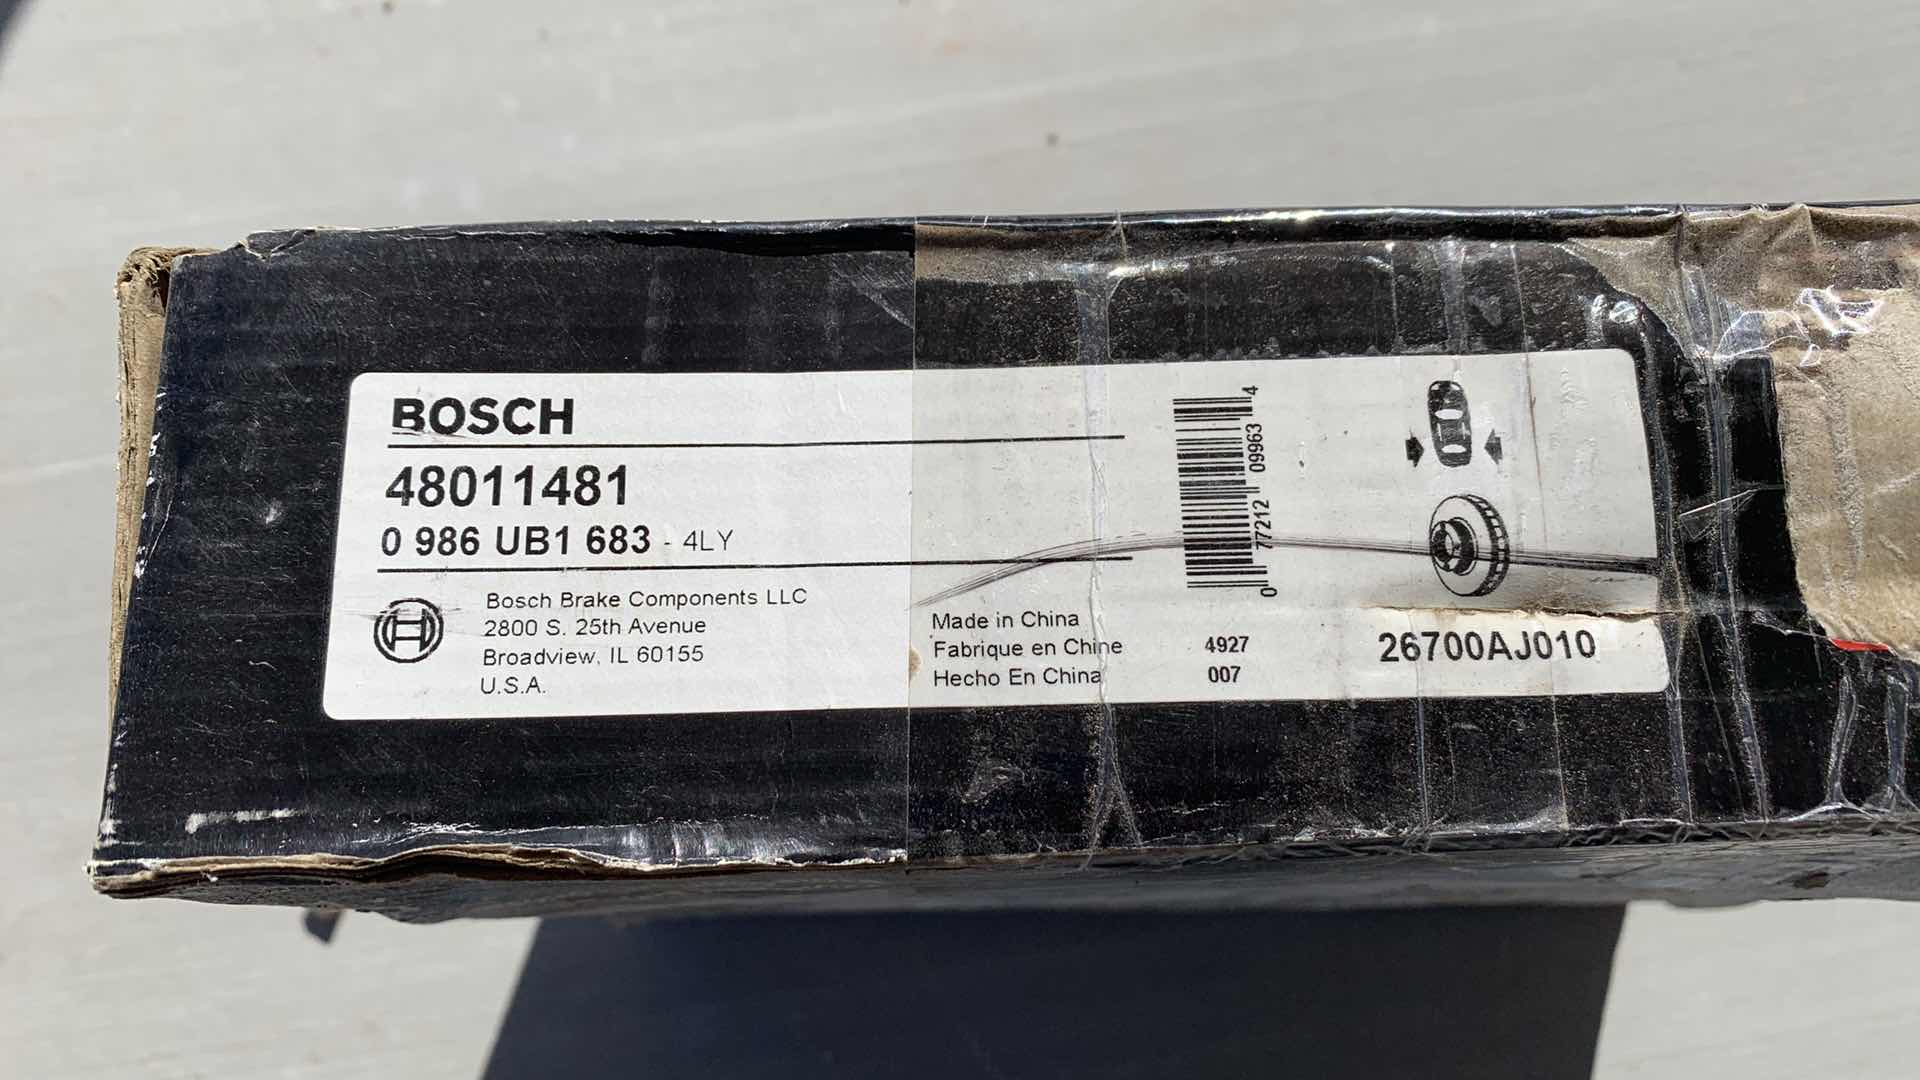 BOSCH
48011481
0 986 UB1 683 - 4LY
Bosch Brake Components LLC
2800 S. 25th Avenue
Broadview, IL 60155
U.S.A.
Made in China
Fabrique en Chine
Hecho En China
4927
007
0 77212 09963 4
26700AJ010